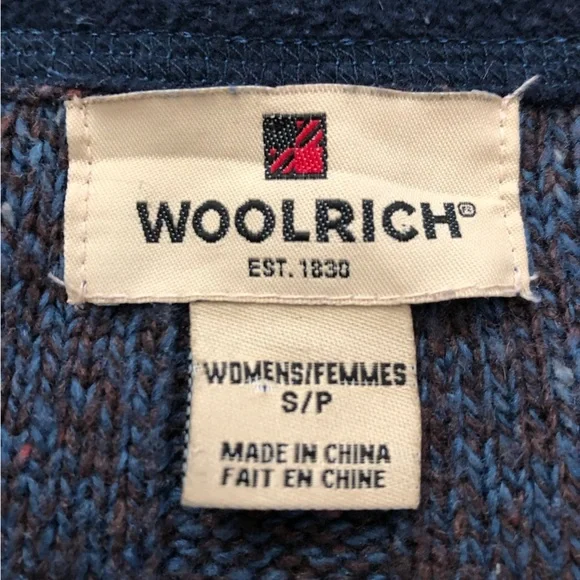 WOOLRICH®
EST. 1830
WOMENS/FEMMES
S/P
MADE IN CHINA
FAIT EN CHINE